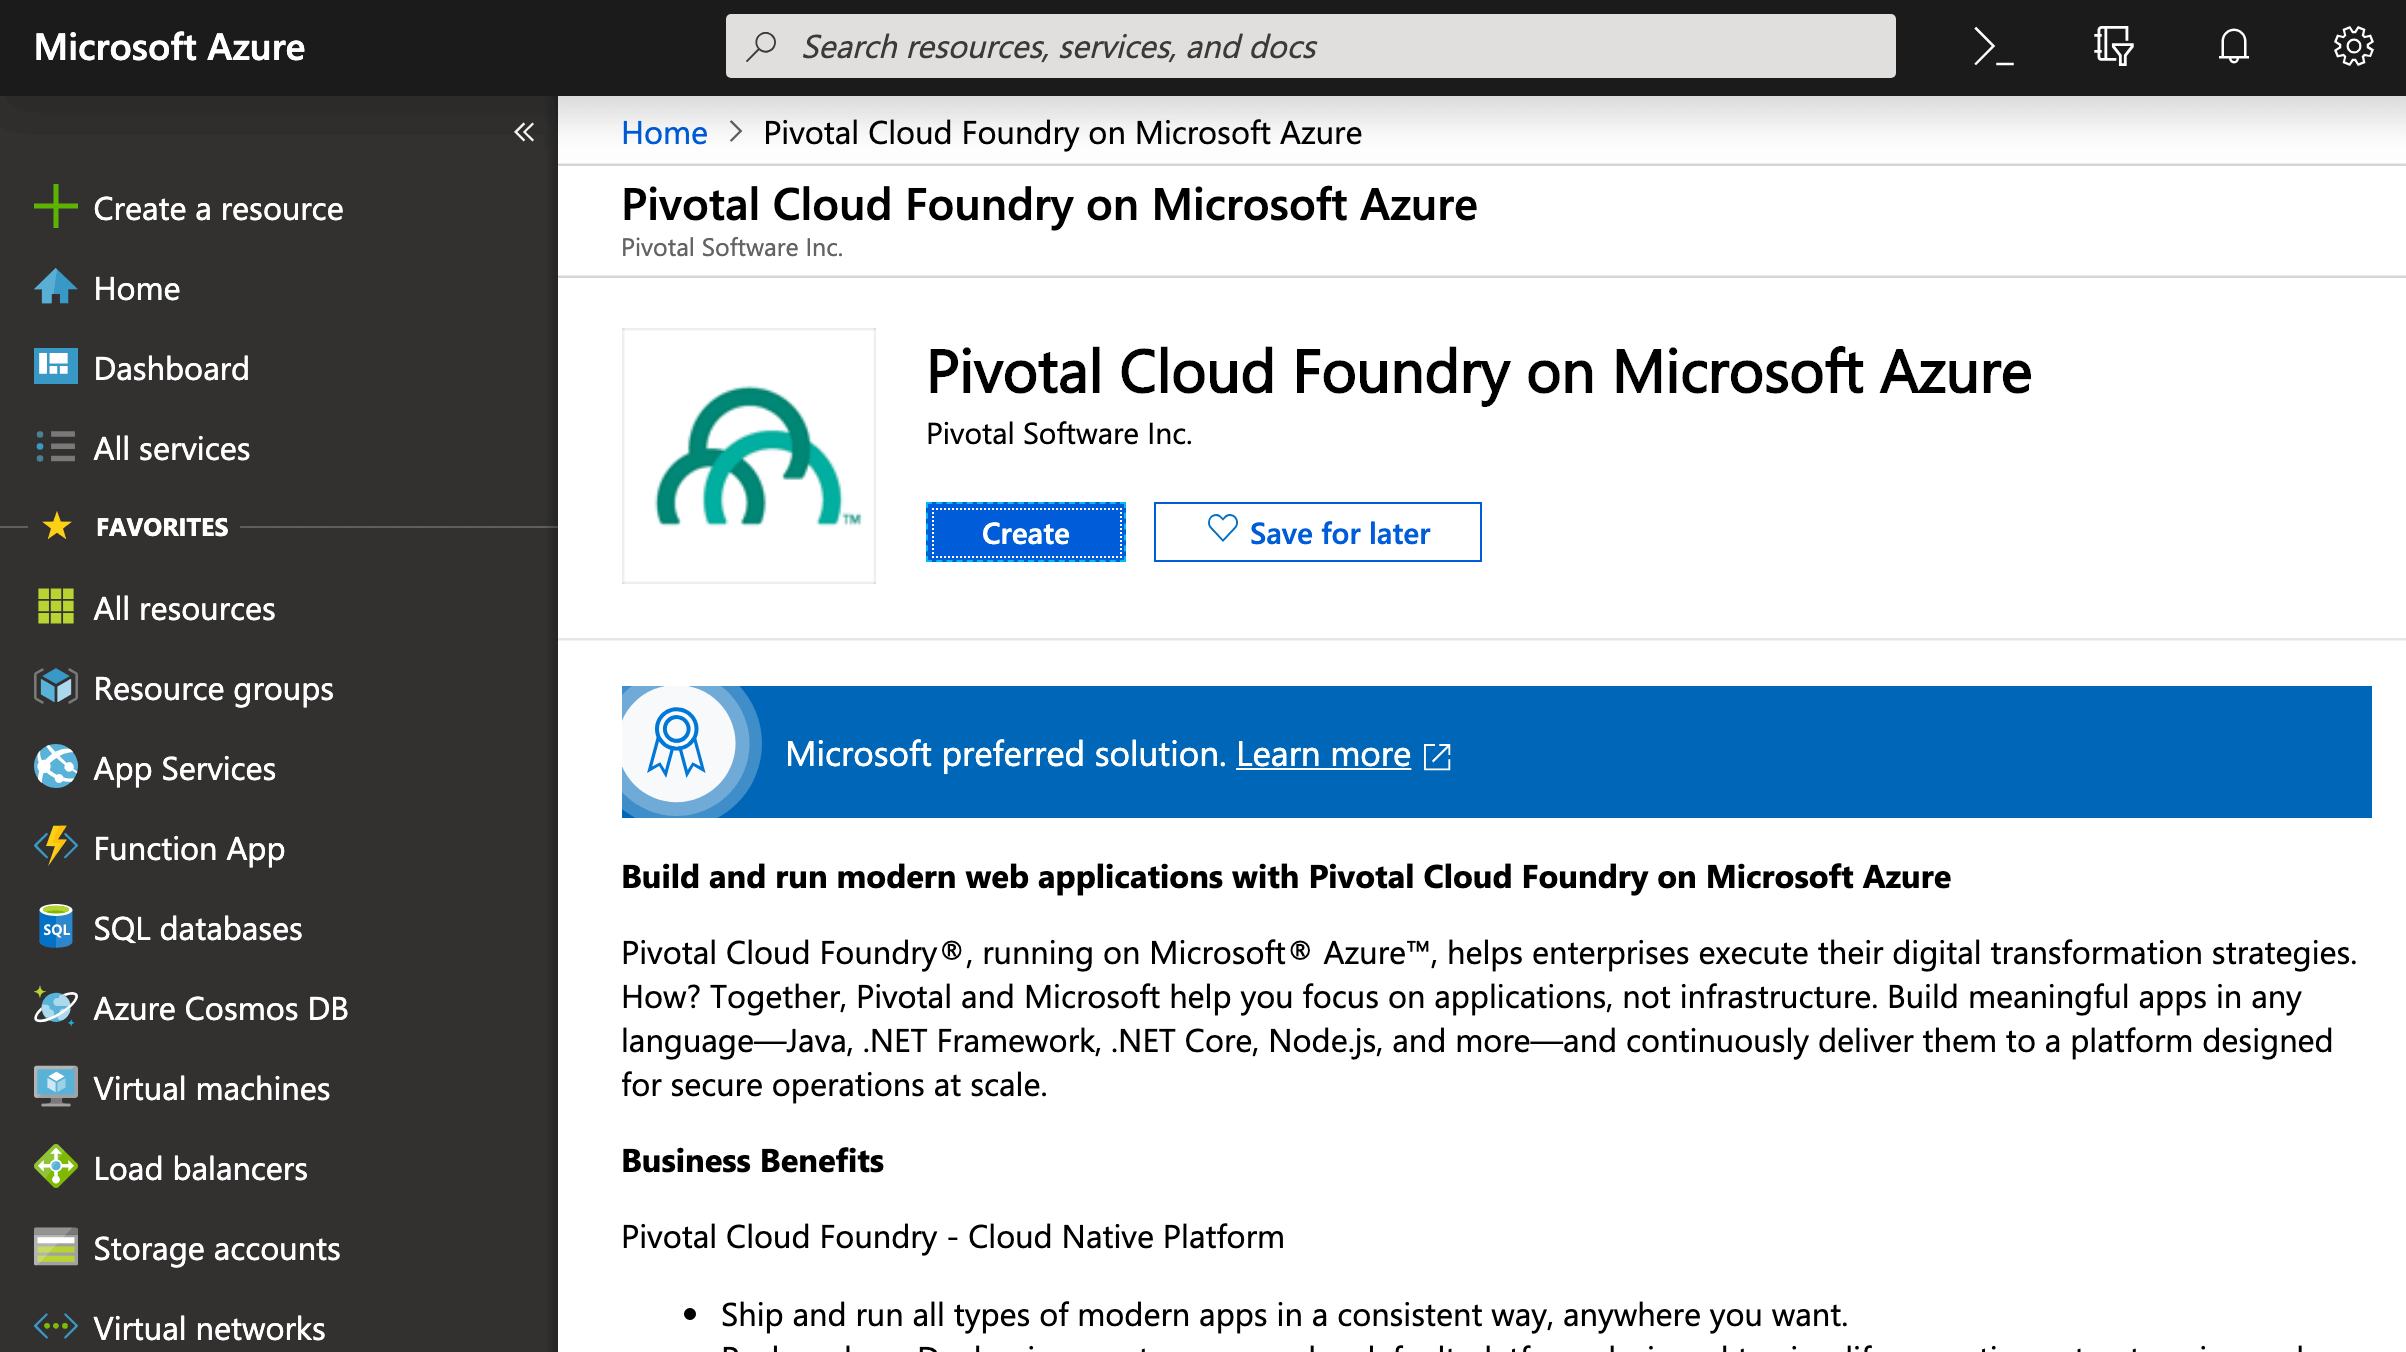 Microsoft Azure
Search resources, services, and docs
Home > Pivotal Cloud Foundry on Microsoft Azure
Pivotal Cloud Foundry on Microsoft Azure
Pivotal Software Inc.
Create a resource
Home
Dashboard
All services
FAVORITES
All resources
Resource groups
App Services
Function App
SQL
SQL databases
Azure Cosmos DB
Virtual machines
Load balancers
Storage accounts
Virtual networks
TM
Pivotal Cloud Foundry on Microsoft Azure
Pivotal Software Inc.
Create
Save for later
Microsoft preferred solution. Learn more
Build and run modern web applications with Pivotal Cloud Foundry on Microsoft Azure
Pivotal Cloud Foundry®, running on Microsoft® Azure™, helps enterprises execute their digital transformation strategies.
How? Together, Pivotal and Microsoft help you focus on applications, not infrastructure. Build meaningful apps in any
language—Java, .NET Framework, .NET Core, Node.js, and more—and continuously deliver them to a platform designed
for secure operations at scale.
Business Benefits
Pivotal Cloud Foundry - Cloud Native Platform
• Ship and run all types of modern apps in a consistent way, anywhere you want.